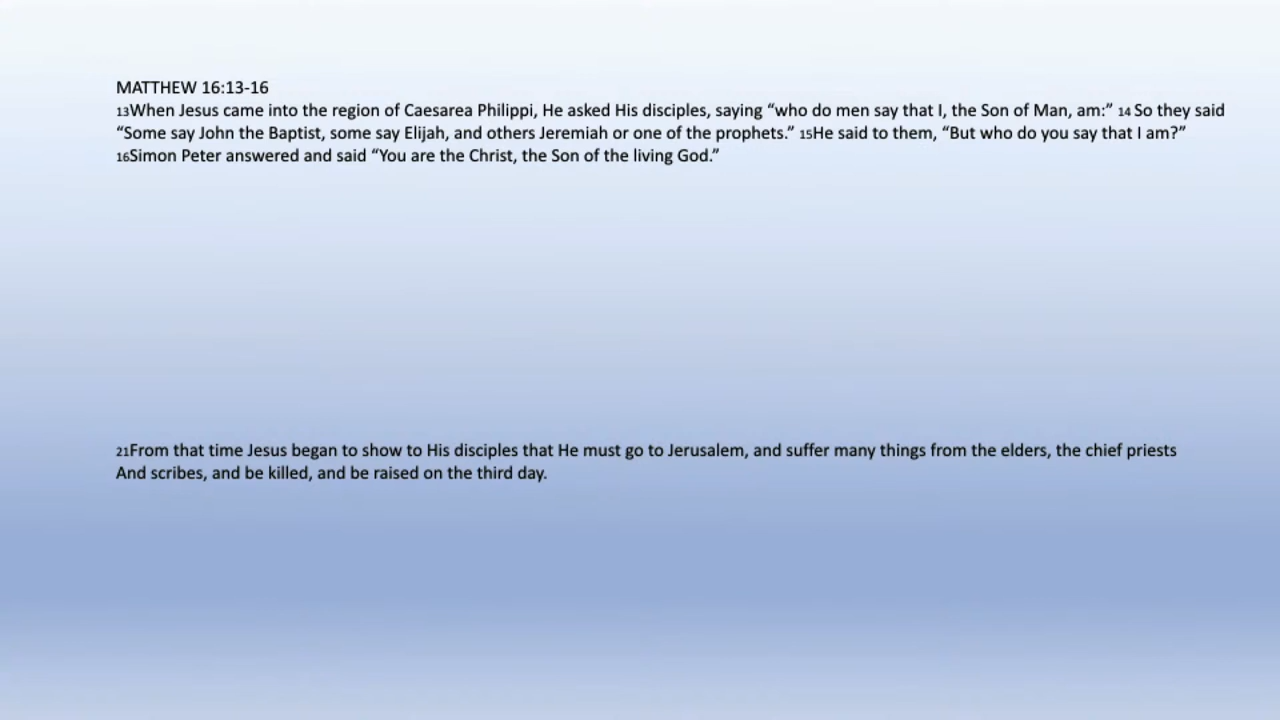 MATTHEW 16:13-16
13When Jesus came into the region of Caesarea Philippi, He asked His disciples, saying “who do men say that I, the Son of Man, am:” 14 So they said
“Some say John the Baptist, some say Elijah, and others Jeremiah or one of the prophets.” 15He said to them, “But who do you say that I am?”
16Simon Peter answered and said “You are the Christ, the Son of the living God.”
21From that time Jesus began to show to His disciples that He must go to Jerusalem, and suffer many things from the elders, the chief priests
And scribes, and be killed, and be raised on the third day.